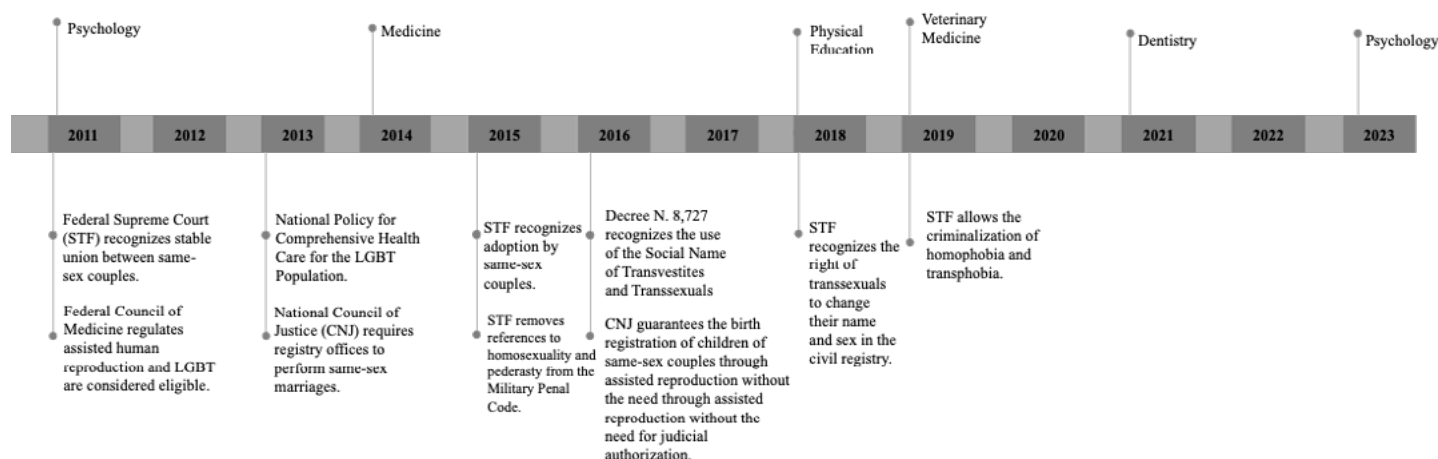 Psychology
Medicine
Physical
Education
Veterinary
Medicine
Dentistry
Psychology
2011
2012
2013
2014
2015
2016
2017
2018
2019
2020
2021
2022
2023
Federal Supreme Court
(STF) recognizes stable
union between same-
sex couples.
Federal Council of
Medicine regulates
assisted human
reproduction and LGBT
are considered eligible.
National Policy for
Comprehensive Health
Care for the LGBT
Population.
National Council of
Justice (CNJ) requires
registry offices to
perform same-sex
marriages.
STF recognizes
adoption by
same-sex
couples.
STF removes
references to
homosexuality and
pederasty from the
Military Penal
Code.
Decree N. 8,727
recognizes the use
of the Social Name
of Transvestites
and Transsexuals
CNJ guarantees the birth
registration of children of
same-sex couples through
assisted reproduction without
the need through assisted
reproduction without the
need for judicial
authorization.
STF
recognizes the
right of
transsexuals
to change
their name
and sex in the
civil registry.
STF allows the
criminalization of
homophobia and
transphobia.